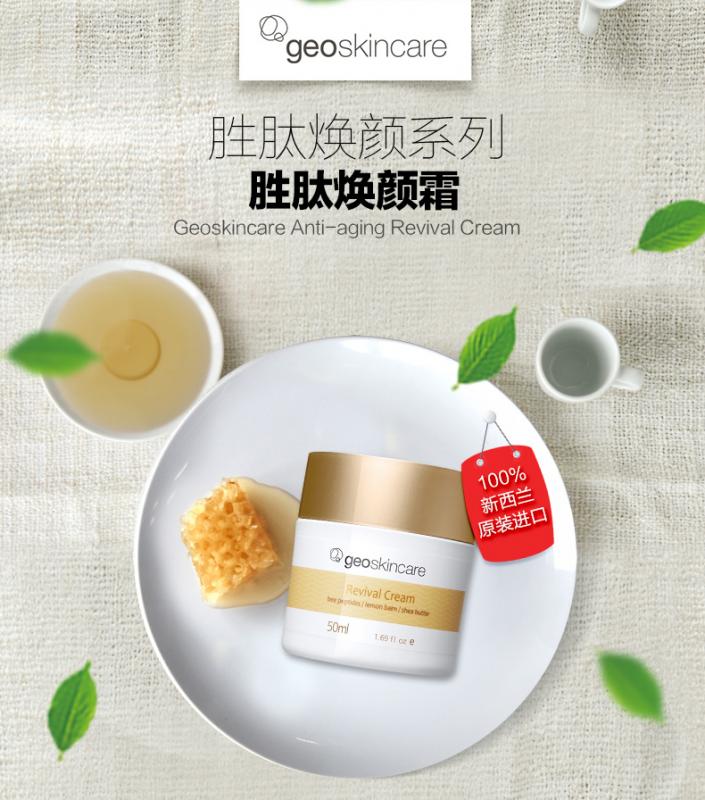 geoskincare
胜肽焕颜系列
胜肽焕颜霜
Geoskincare Anti-aging Revival Cream
100%
新西兰
原装进口
geoskincare
Revival Cream
bee peptides / lemon balm / shea butter
50ml 1.69 fl oz e